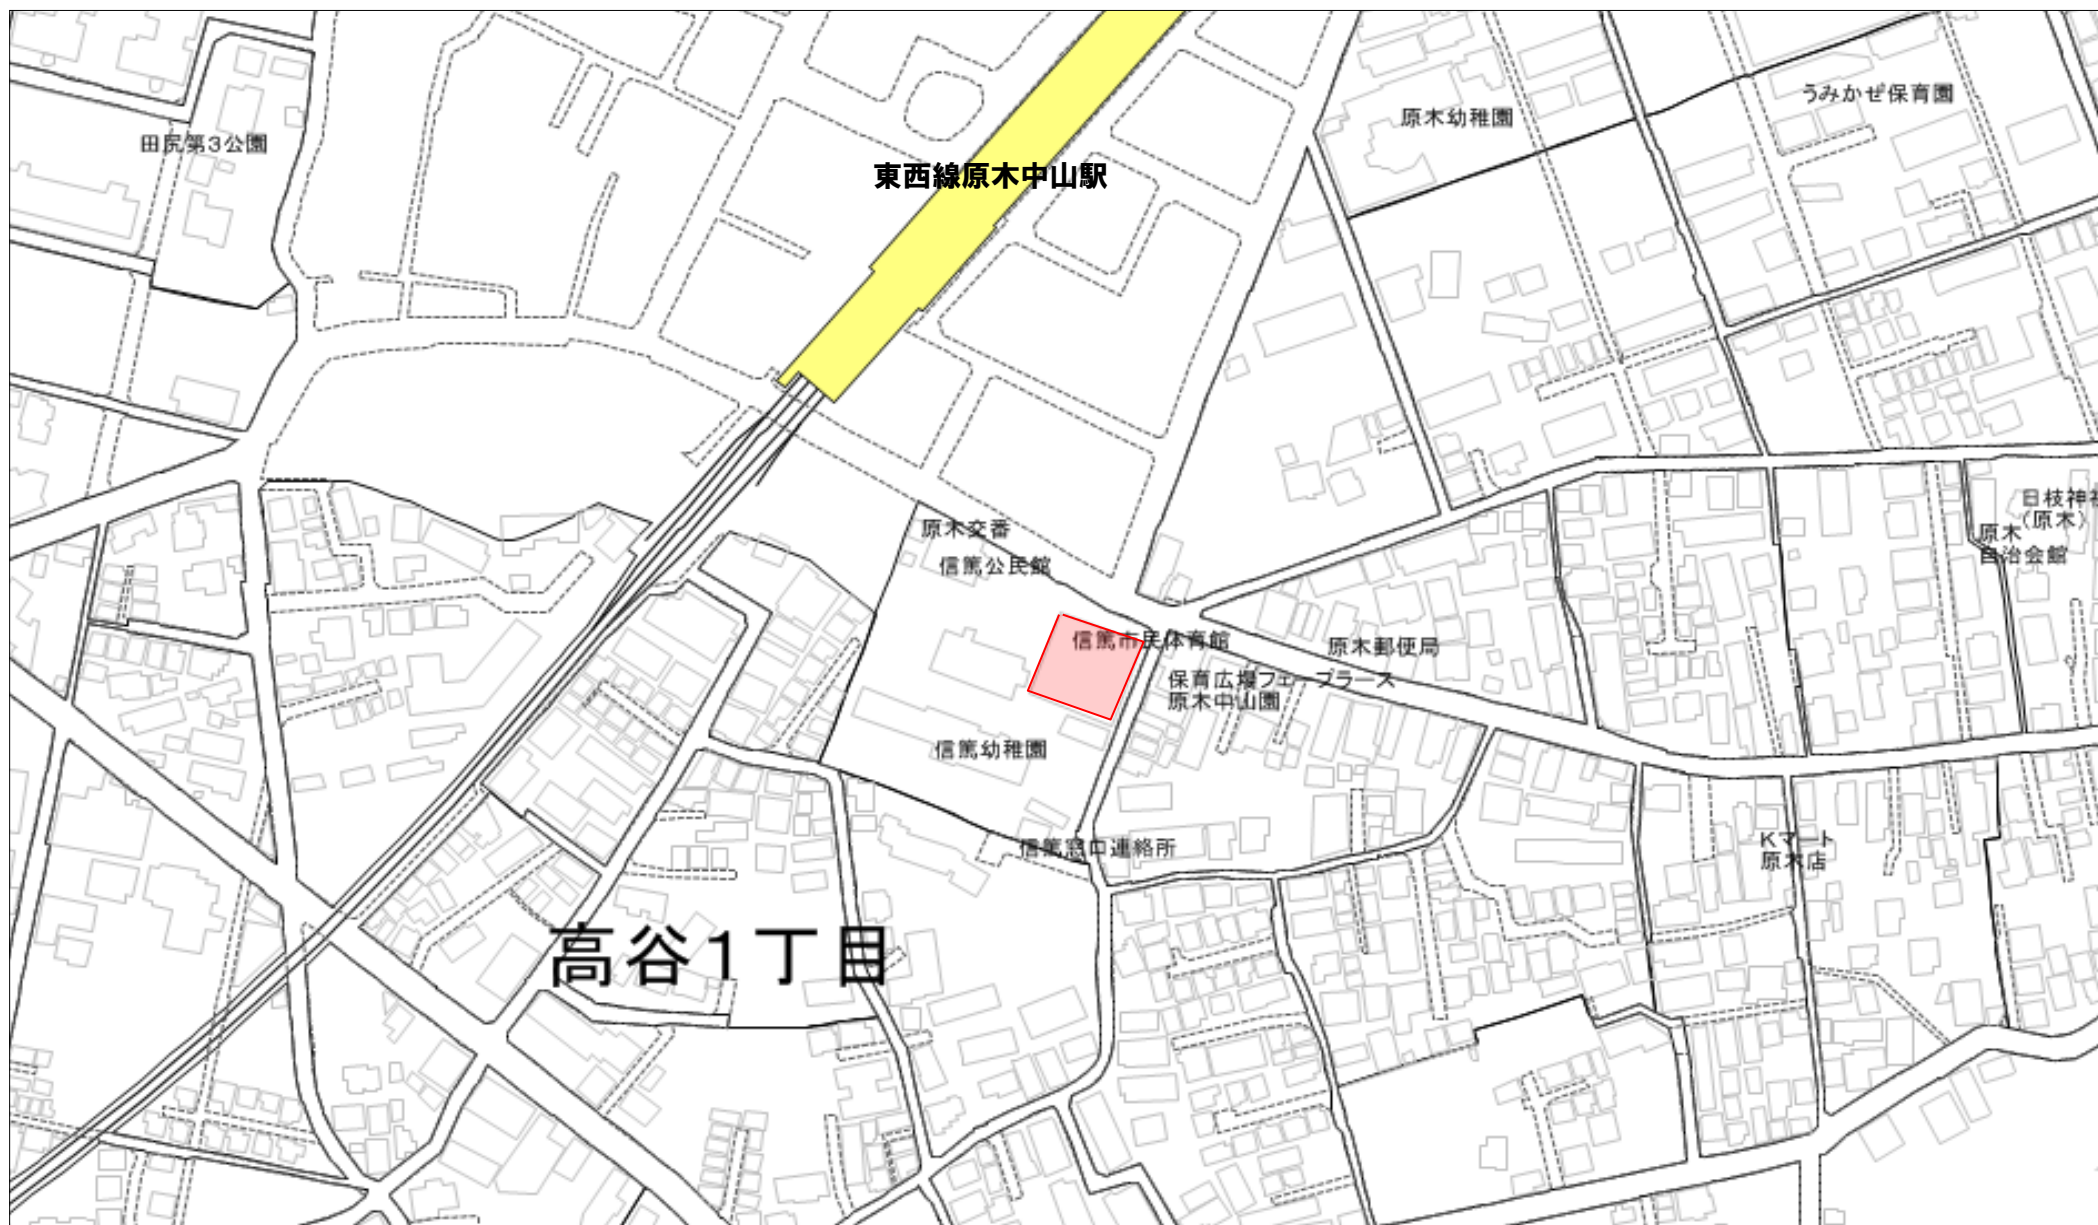 うみかぜ保育園
原木幼稚園
田尻第3公園
東西線原木中山駅
日枝神社
(原木)
原木
自治会館
原木交番
信篤公民館
信篤市民体育館
原木郵便局
保育広場フェープラース
原木中山園
信篤幼稚園
信篤窓口連絡所
Kマート
原木店
高谷1丁目